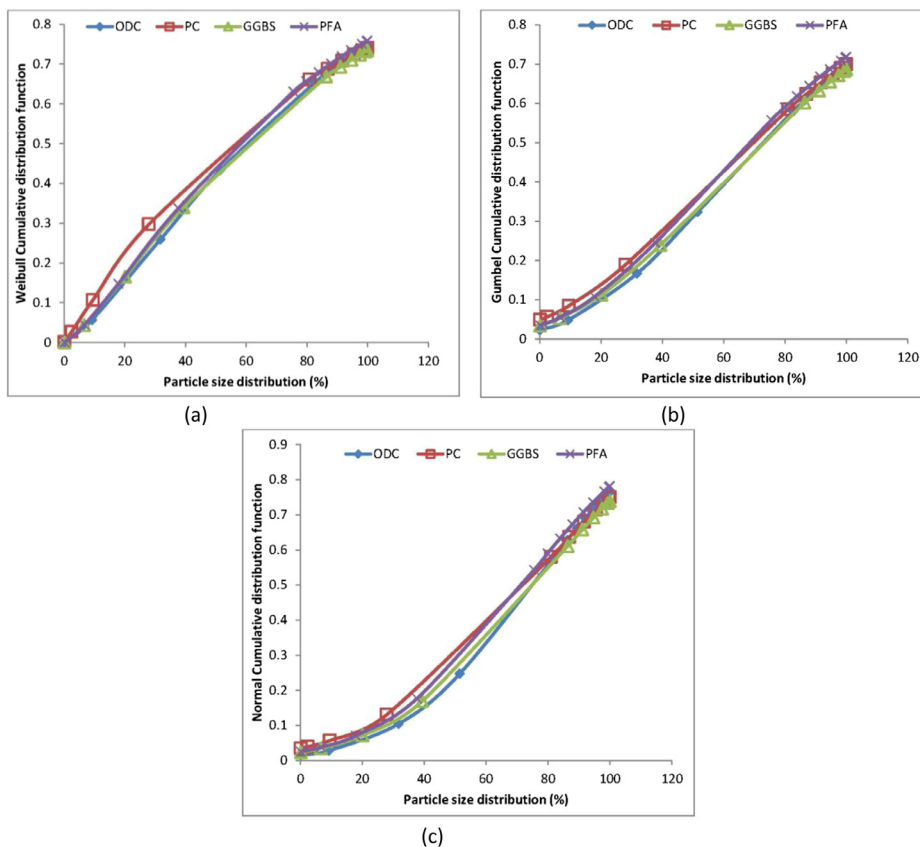 ODC PC GGBS PFA
0.8
0.7
0.6
0.5
0.4
0.3
0.2
0.1
0
Weibull Cumulative distribution function
0 20 40 60 80 100 120
Particle size distribution (%)
(a)
ODC PC GGBS PFA
0.8
0.7
0.6
0.5
0.4
0.3
0.2
0.1
0
Gumbel Cumulative distribution function
0 20 40 60 80 100 120
Particle size distribution (%)
(b)
ODC PC GGBS PFA
0.9
0.8
0.7
0.6
0.5
0.4
0.3
0.2
0.1
0
Normal Cumulative distribution function
0 20 40 60 80 100 120
Particle size distribution (%)
(c)